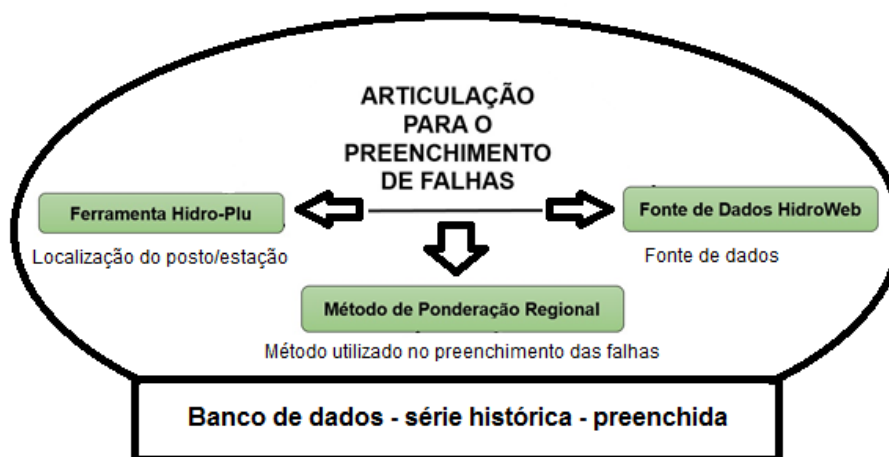 ARTICULAÇÃO
PARA O
PREENCHIMENTO
DE FALHAS
Ferramenta Hidro-Plu
Fonte de Dados HidroWeb
Localização do posto/estação
Fonte de dados
Método de Ponderação Regional
Método utilizado no preenchimento das falhas
Banco de dados - série histórica - preenchida